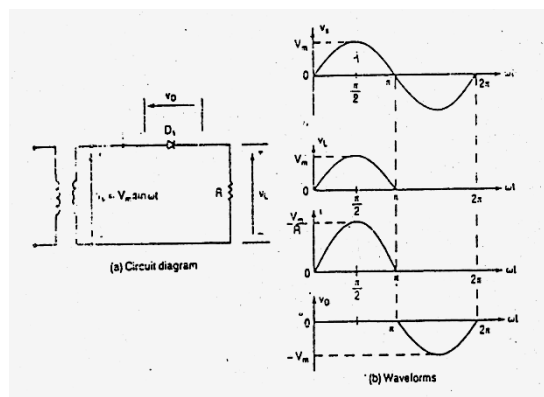 v_D
D_1
v_s = V_m sin ωt
R
v_L
+
−
(a) Circuit diagram
v_s
V_m
0
π/2
π
2π
ωt
v_L
V_m
0
π/2
π
2π
ωt
V_m/R
0
π/2
π
2π
ωt
v_D
0
π
2π
ωt
−V_m
(b) Waveforms